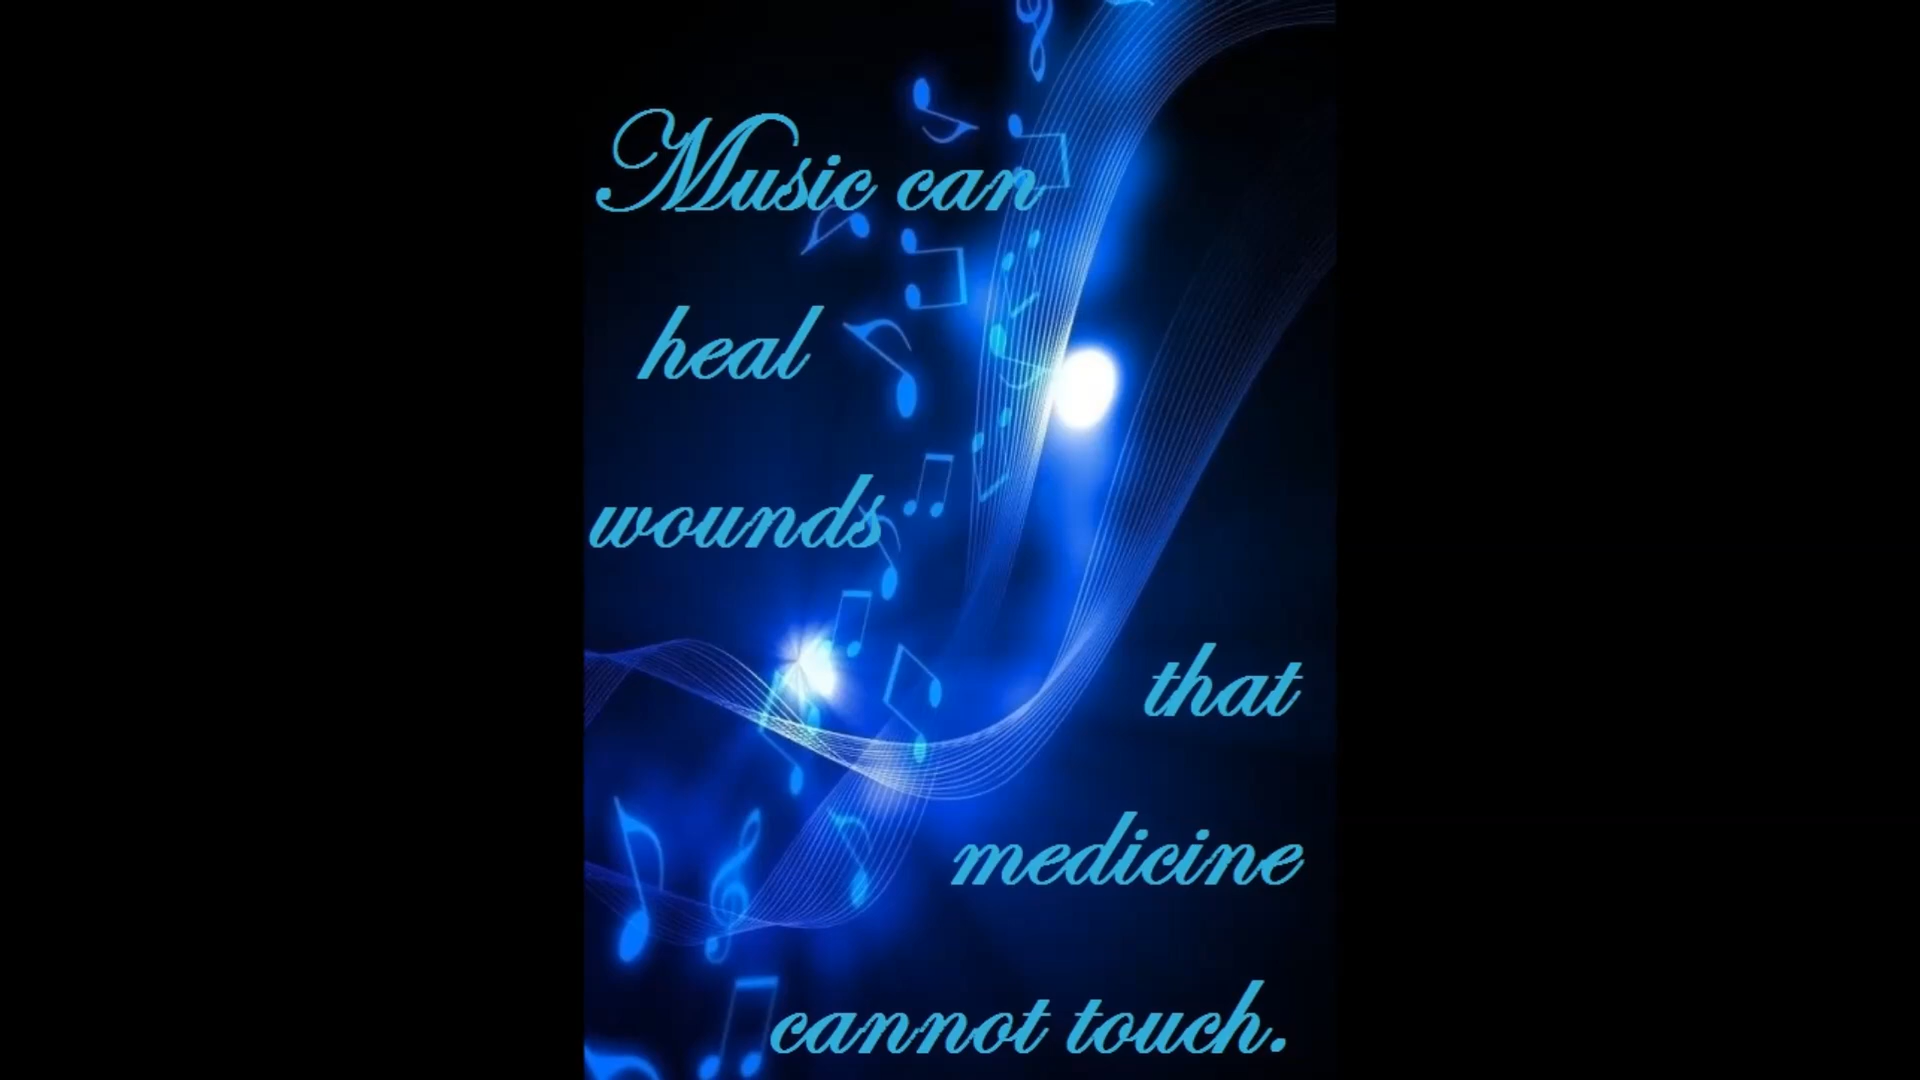 Music can
heal
wounds
that
medicine
cannot touch.